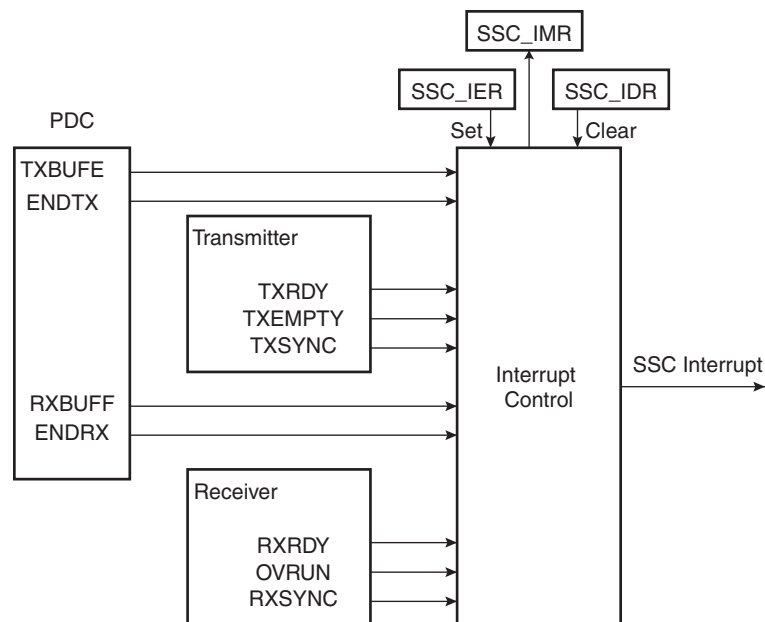 SSC_IMR
SSC_IER
SSC_IDR
PDC
Set
Clear
TXBUFE
ENDTX
Transmitter
TXRDY
TXEMPTY
TXSYNC
RXBUFF
ENDRX
Interrupt
Control
SSC Interrupt
Receiver
RXRDY
OVRUN
RXSYNC